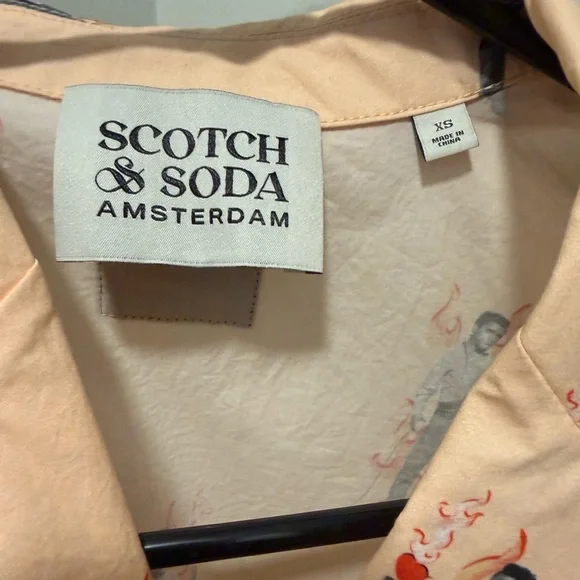 SCOTCH
& SODA
AMSTERDAM
XS
MADE IN
CHINA